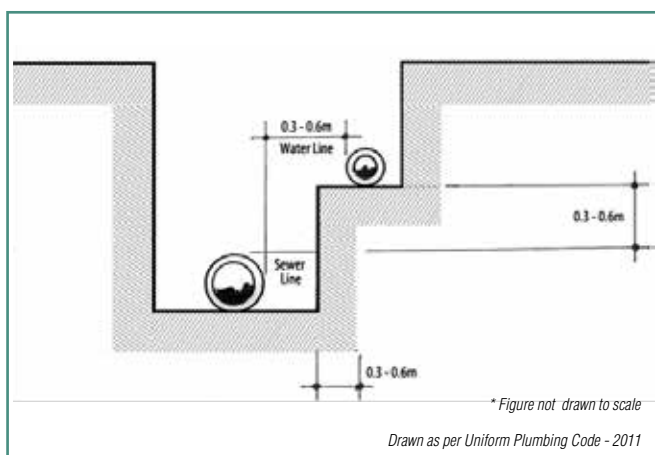 0.3 - 0.6m
Water Line
0.3 - 0.6m
Sewer
Line
0.3 - 0.6m
* Figure not drawn to scale
Drawn as per Uniform Plumbing Code - 2011